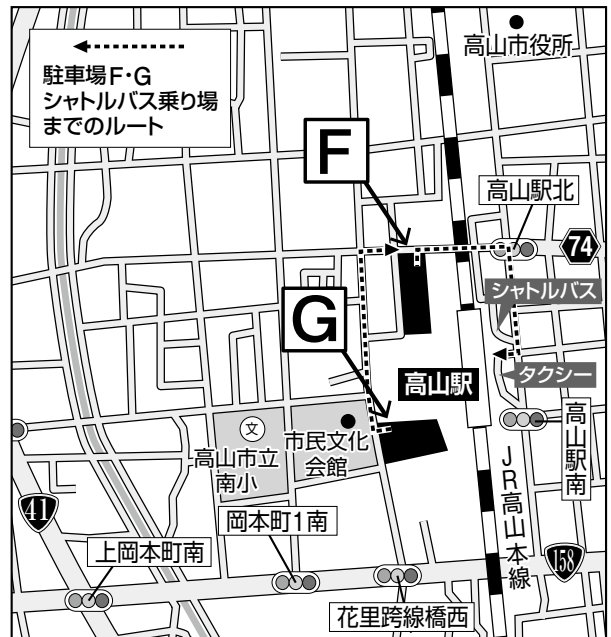 高山市役所
駐車場F・G
シャトルバス乗り場
までのルート
F
高山駅北
74
シャトルバス
G
高山駅
タクシー
文
市民文化
会館
高山市立
南小
高山駅南
JR高山本線
41
岡本町1南
上岡本町南
158
花里跨線橋西